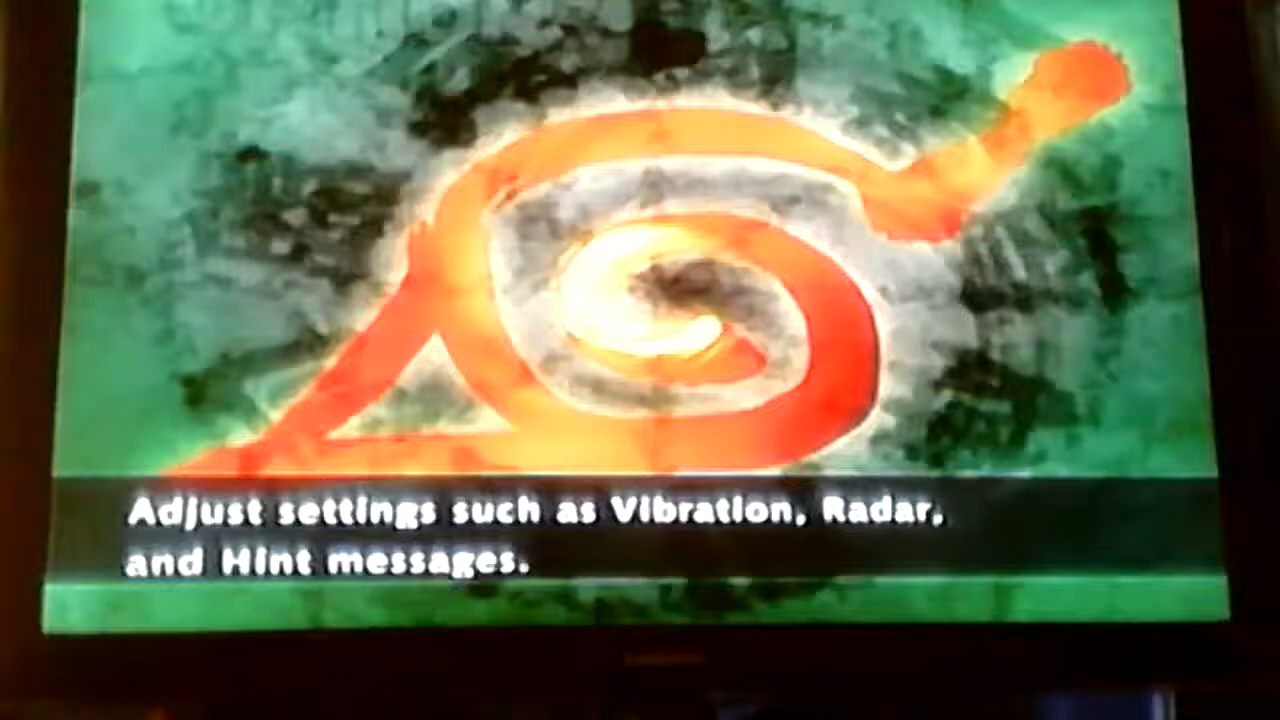 Adjust settings such as Vibration, Radar,
and Hint messages.